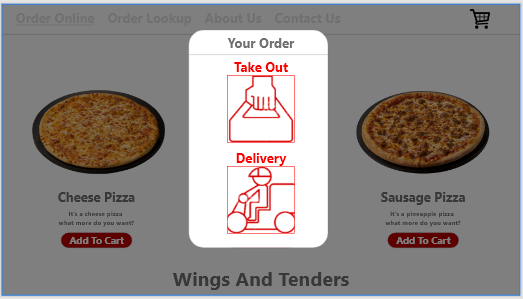 Order Online Order Lookup About Us Contact Us
Your Order
Take Out
Delivery
Cheese Pizza
It's a cheese pizza
what more do you want?
Add To Cart
Sausage Pizza
It's a pineapple pizza
what more do you want?
Add To Cart
Wings And Tenders